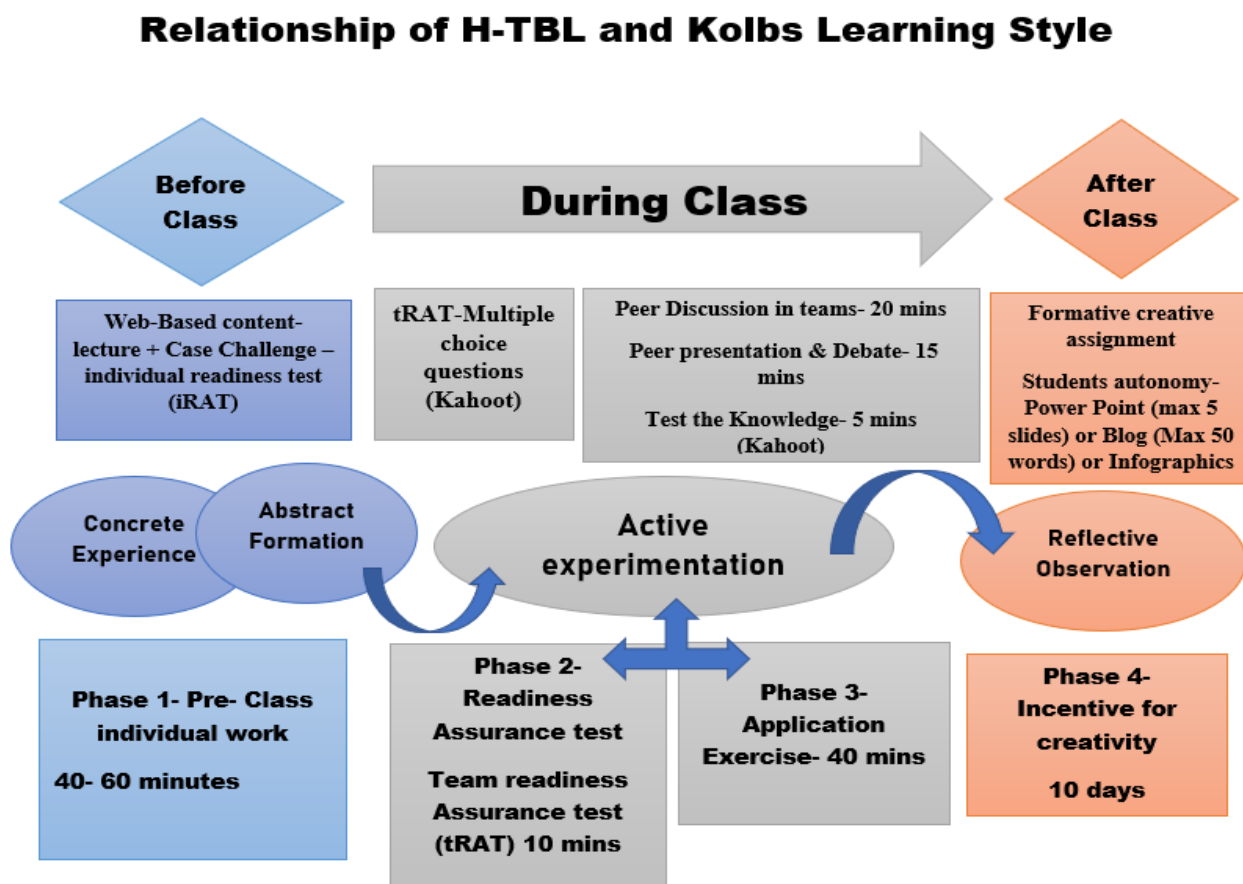 Relationship of H-TBL and Kolbs Learning Style
Before
Class
During Class
After
Class
Web-Based content-
lecture + Case Challenge –
individual readiness test
(iRAT)
tRAT-Multiple
choice
questions
(Kahoot)
Peer Discussion in teams- 20 mins
Peer presentation & Debate- 15
mins
Test the Knowledge- 5 mins
(Kahoot)
Formative creative
assignment
Students autonomy-
Power Point (max 5
slides) or Blog (Max 50
words) or Infographics
Concrete
Experience
Abstract
Formation
Active
experimentation
Reflective
Observation
Phase 1- Pre- Class
individual work
40- 60 minutes
Phase 2-
Readiness
Assurance test
Team readiness
Assurance test
(tRAT) 10 mins
Phase 3-
Application
Exercise- 40 mins
Phase 4-
Incentive for
creativity
10 days